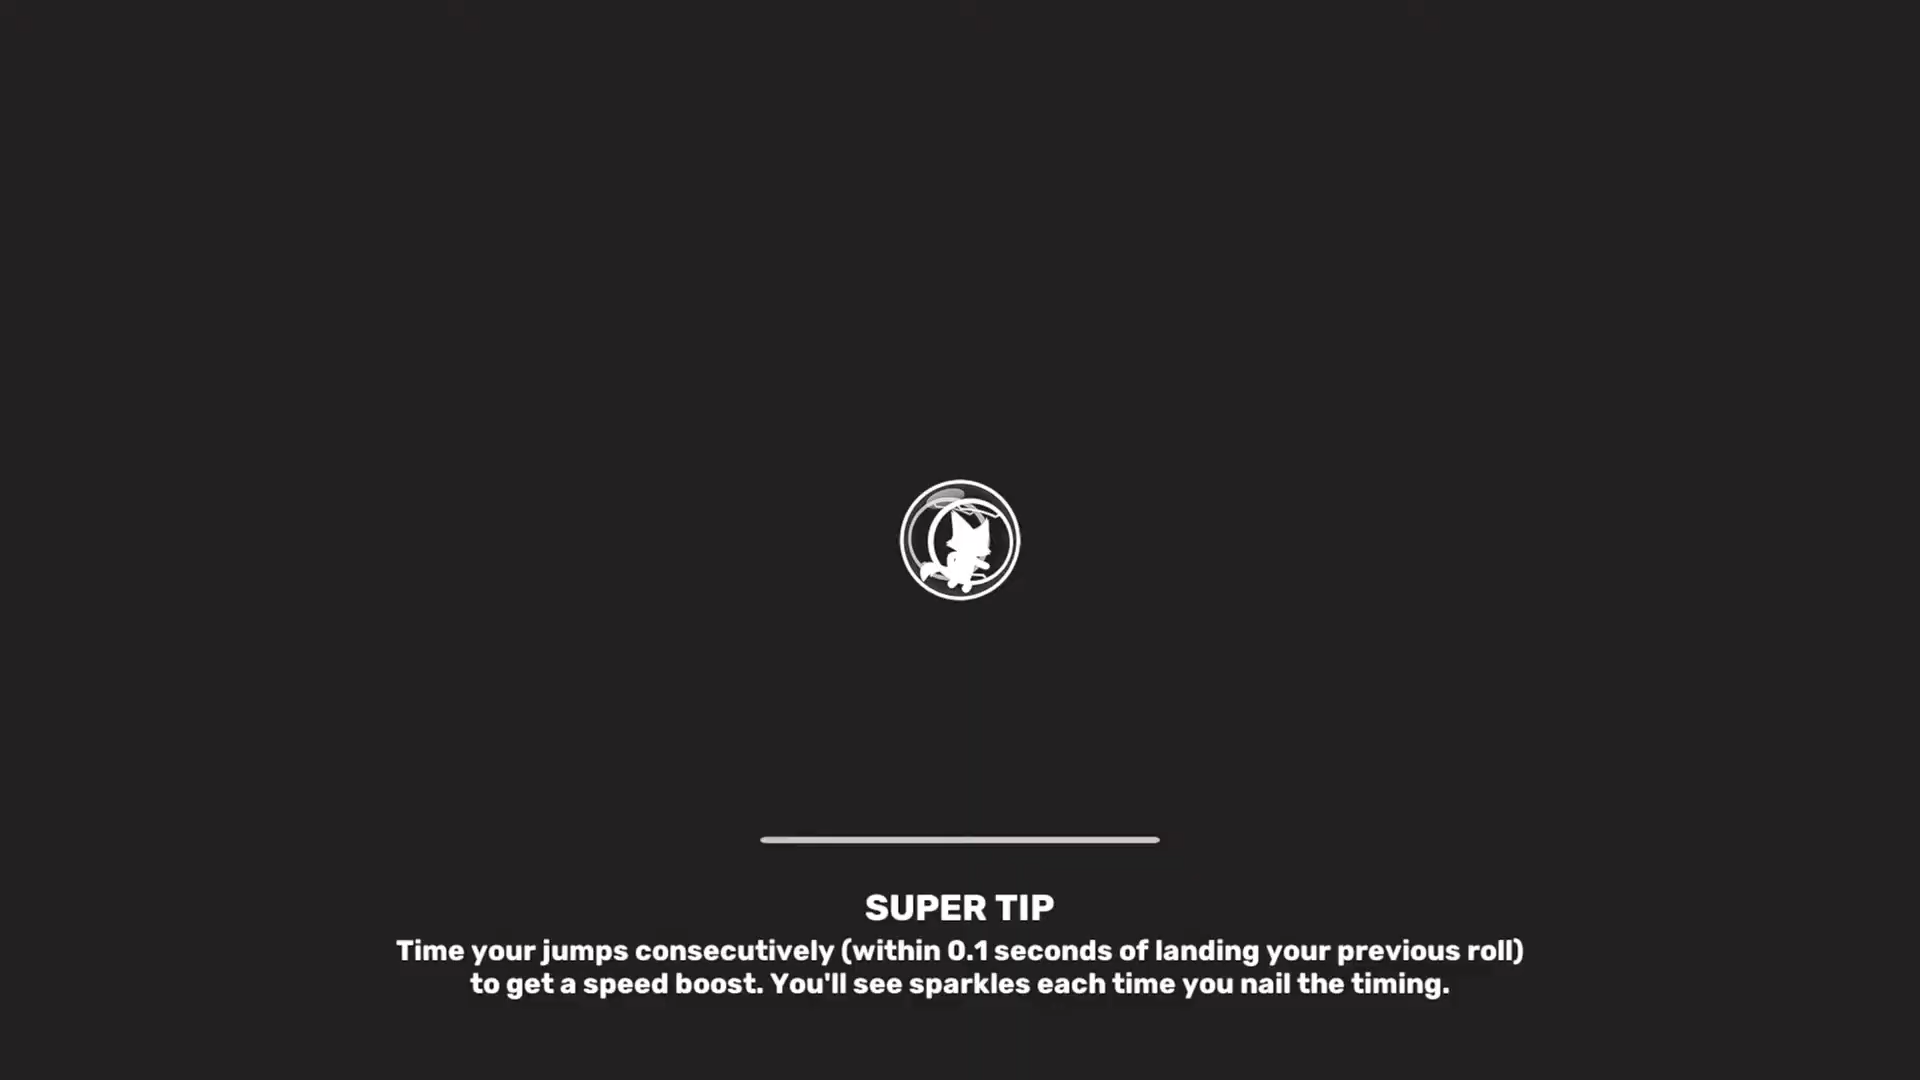 SUPER TIP
Time your jumps consecutively (within 0.1 seconds of landing your previous roll)
to get a speed boost. You'll see sparkles each time you nail the timing.